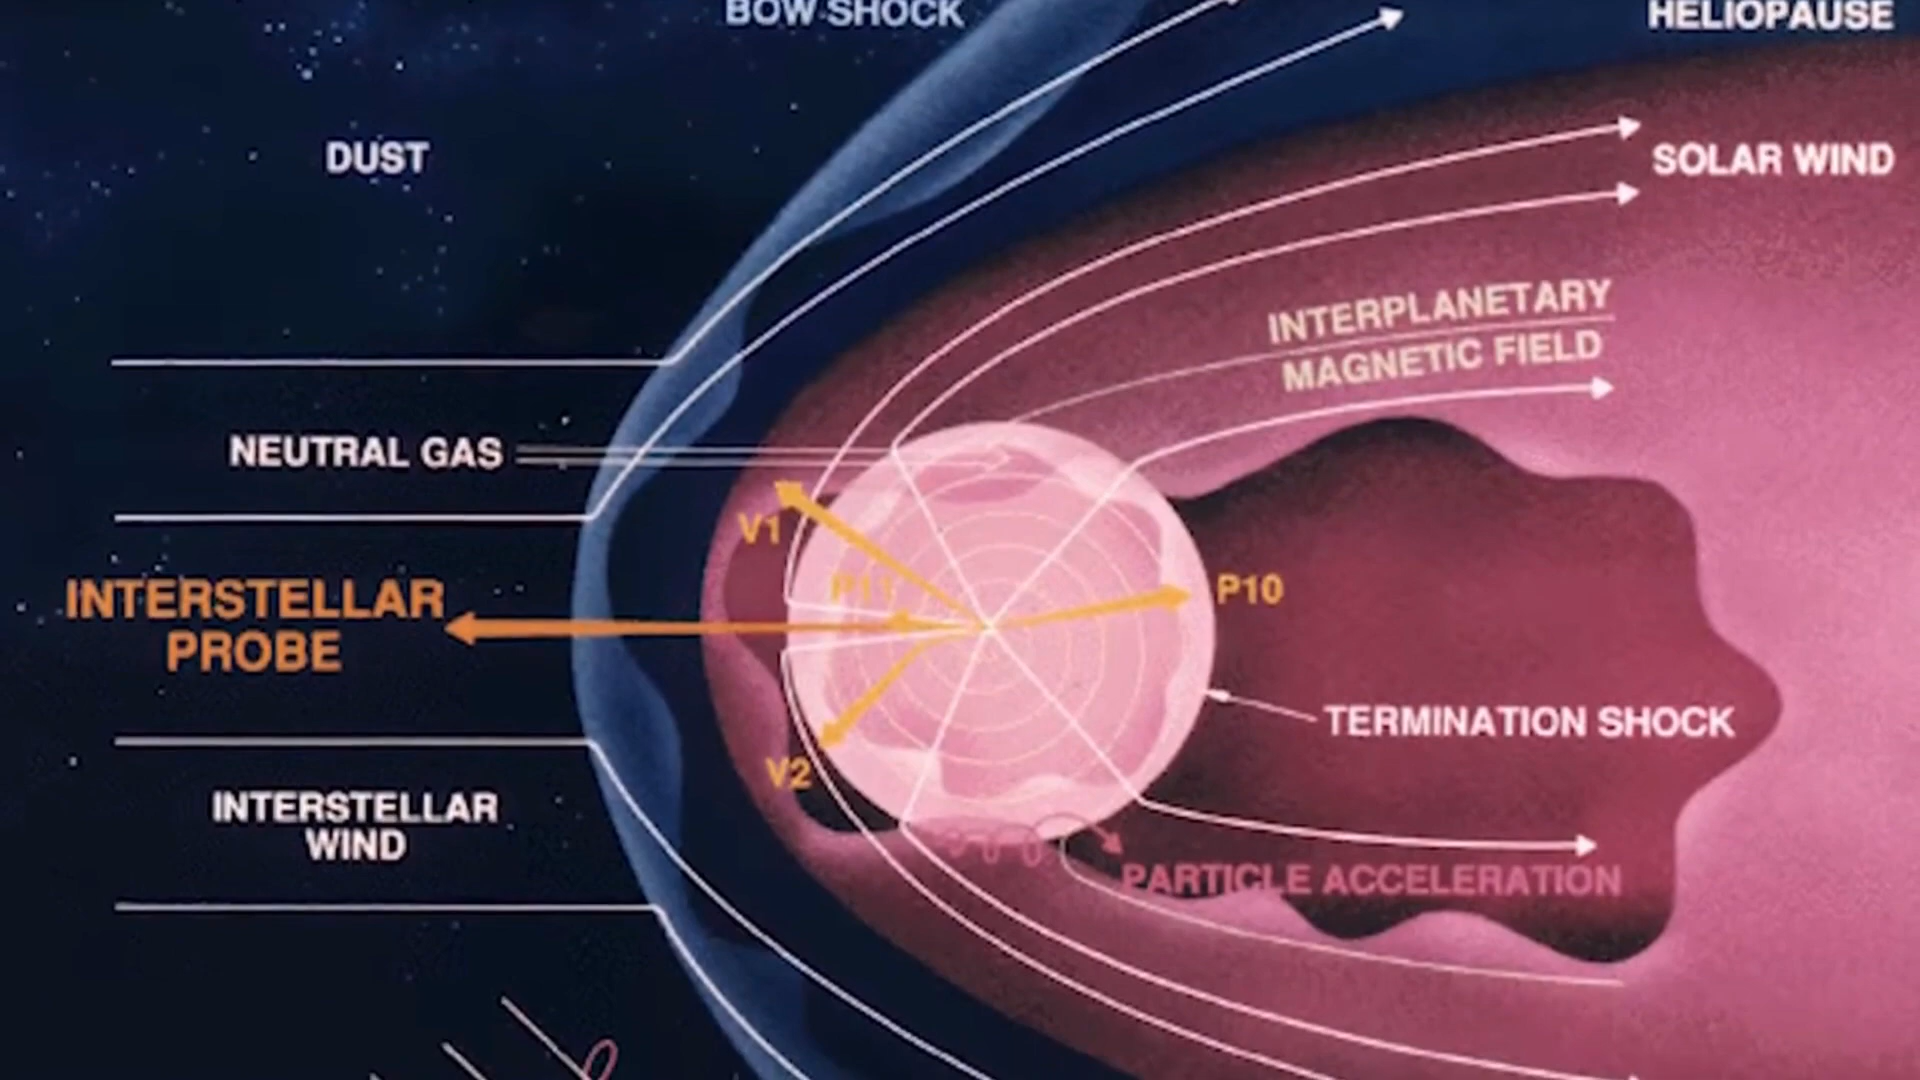 BOW SHOCK
HELIOPAUSE
DUST
SOLAR WIND
INTERPLANETARY
MAGNETIC FIELD
NEUTRAL GAS
V1
P11
P10
INTERSTELLAR
PROBE
TERMINATION SHOCK
V2
INTERSTELLAR
WIND
PARTICLE ACCELERATION